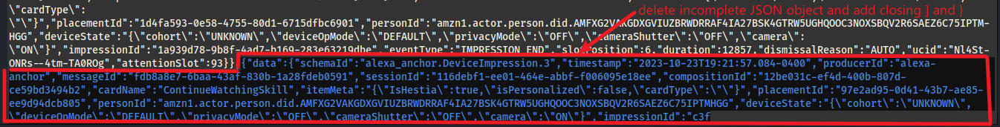 \"cardType\":
delete incomplete JSON object and add closing ] and }
\"\"}","placementId":"1d4fa593-0e58-4755-80d1-6715dfbc6901","personId":"amzn1.actor.person.did.AMFXG2VAKGDXGVIUZBRWDRRAF4IA27BSK4GTRW5UGHQOOC3NOXSBQV2R6SAEZ6C75IPTM-
HGG","deviceState":"{\"cohort\":\"UNKNOWN\",\"deviceOpMode\":\"DEFAULT\",\"privacyMode\":\"OFF\",\"cameraShutter\":\"OFF\",\"camera\":
\"ON\"}","impressionId":"1a939d78-9b8f-4ad7-b169-283e63219dbe","eventType":"IMPRESSION_END","slotPosition":6,"duration":12857,"dismissalReason":"AUTO","ucid":"Nl4St-
ONRs--4tm-TA0ROg","attentionSlot":93}},{"data":{"schemaId":"alexa_anchor.DeviceImpression.3","timestamp":"2023-10-23T19:21:57.084-0400","producerId":"alexa-
anchor","messageId":"fdb8a8e7-6baa-43af-830b-1a28fdeb0591","sessionId":"116debf1-ee01-464e-abbf-f006095e18ee","compositionId":"12be031c-ef4d-400b-807d-
ce59bd3494b2","cardName":"ContinueWatchingSkill","itemMeta":"{\"IsHestia\":true,\"isPersonalized\":false,\"cardType\":\"\"}","placementId":"97e2ad95-0d41-43b7-ae85-
ee9d94dcb805","personId":"amzn1.actor.person.did.AMFXG2VAKGDXGVIUZBRWDRRAF4IA27BSK4GTRW5UGHQOOC3NOXSBQV2R6SAEZ6C75IPTMHGG","deviceState":"{\"cohort\":\"UNKNOWN\",
\"deviceOpMode\":\"DEFAULT\",\"privacyMode\":\"OFF\",\"cameraShutter\":\"OFF\",\"camera\":\"ON\"}","impressionId":"c3f